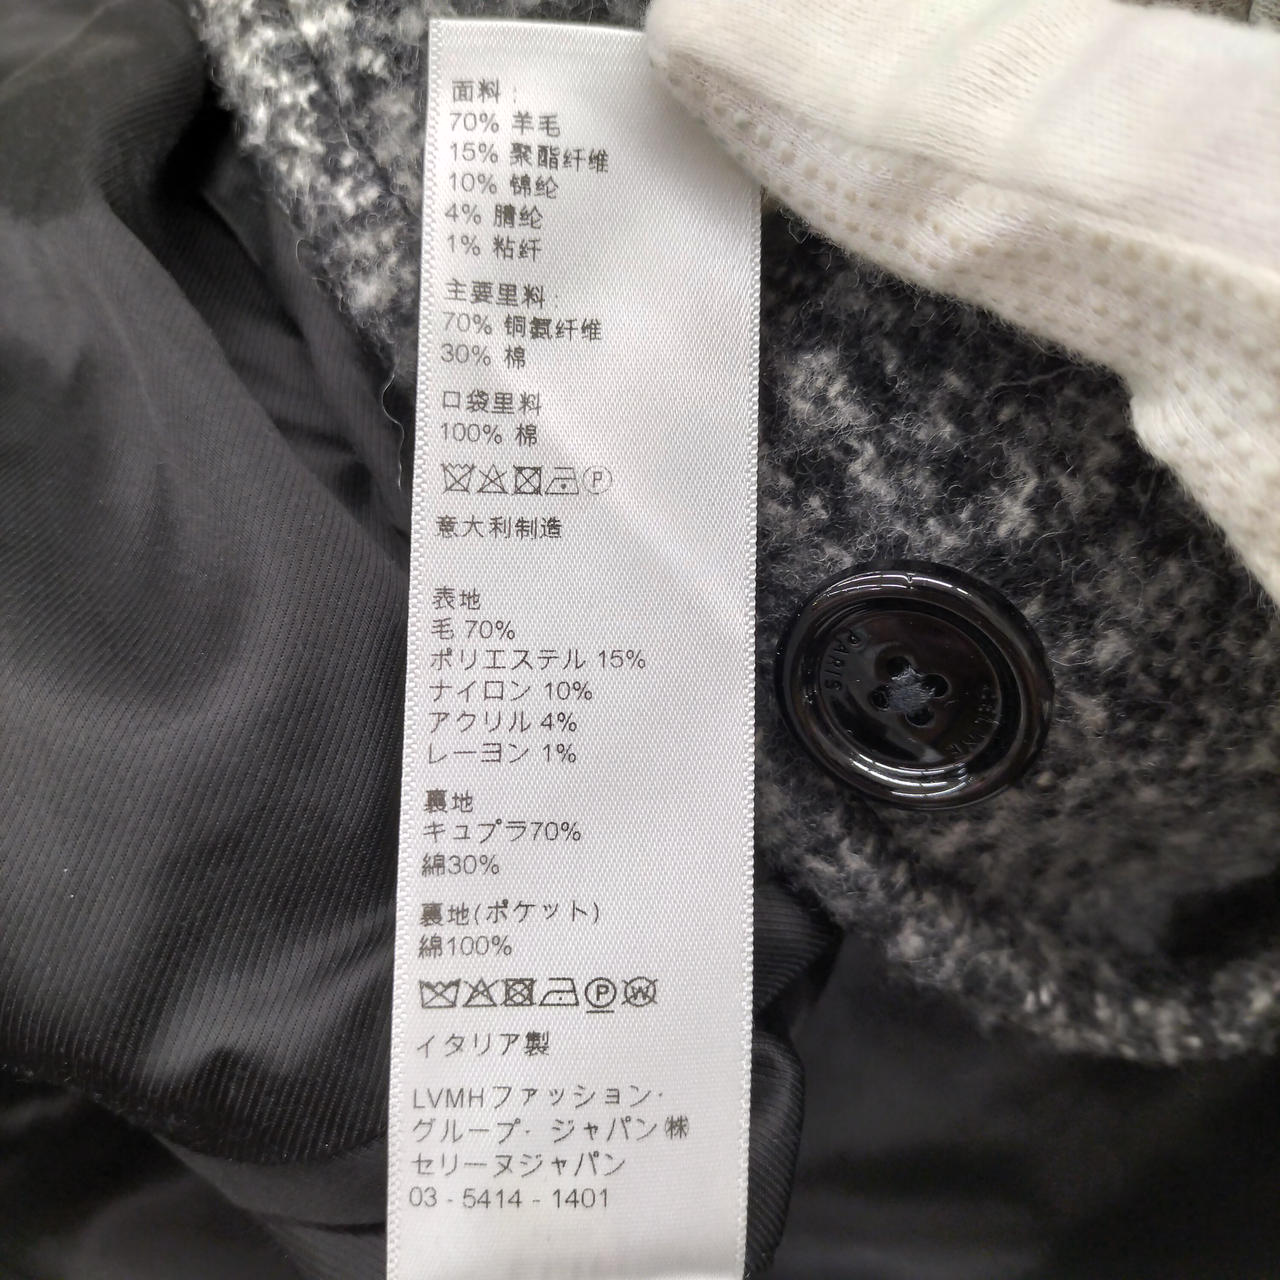 面料:
70% 羊毛
15% 聚酯纤维
10% 锦纶
4% 腈纶
1% 粘纤
主要里料:
70% 铜氨纤维
30% 棉
口袋里料
100% 棉
P
意大利制造
表地
毛 70%
ポリエステル 15%
ナイロン 10%
アクリル 4%
レーヨン 1%
裏地
キュプラ70%
綿30%
裏地(ポケット)
綿100%
P W
イタリア製
LVMHファッション・
グループ・ジャパン㈱
セリーヌジャパン
03 - 5414 - 1401
PARIS
CELINE